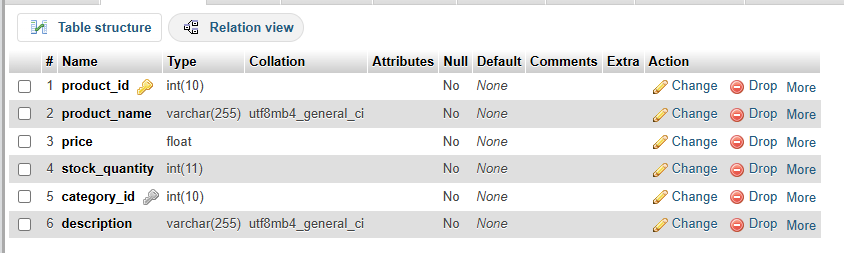 Table structure Relation view
# Name Type Collation Attributes Null Default Comments Extra Action
1 product_id int(10) No None Change Drop More
2 product_name varchar(255) utf8mb4_general_ci No None Change Drop More
3 price float No None Change Drop More
4 stock_quantity int(11) No None Change Drop More
5 category_id int(10) No None Change Drop More
6 description varchar(255) utf8mb4_general_ci No None Change Drop More